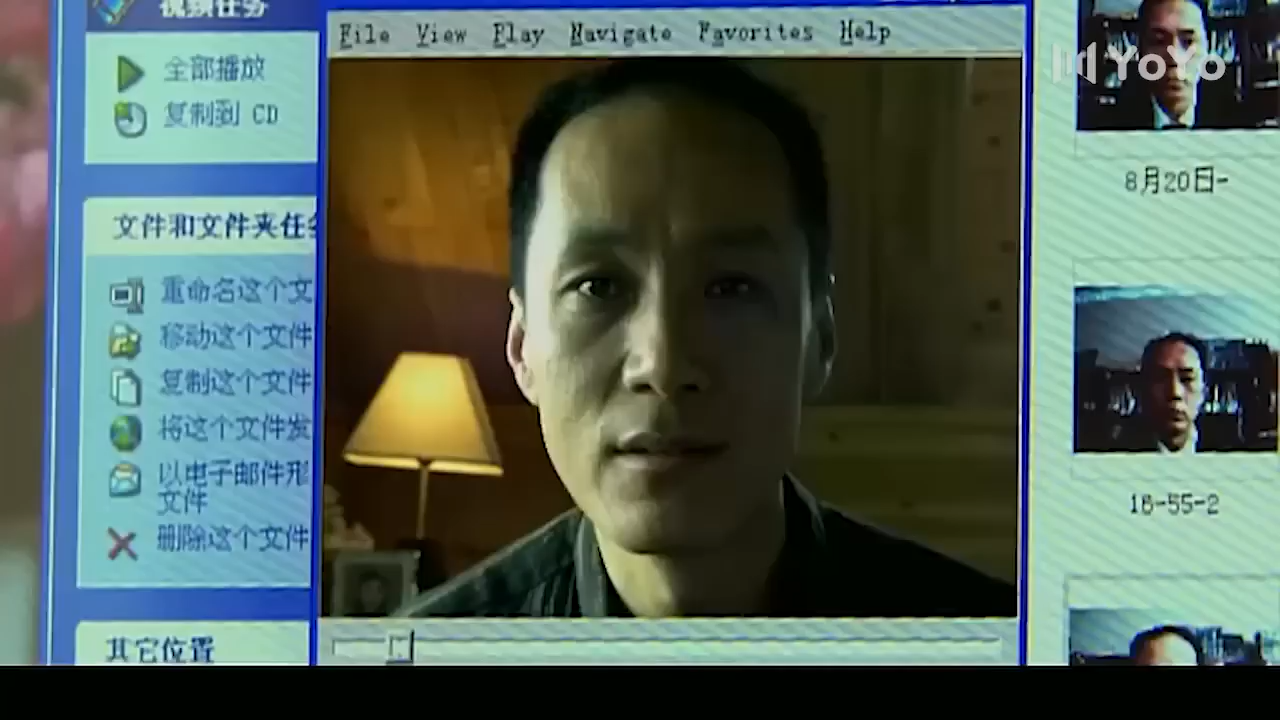 视频任务
全部播放
复制到 CD
文件和文件夹任务
重命名这个文
移动这个文件
复制这个文件
将这个文件发
以电子邮件形
文件
删除这个文件
其它位置
File View Play Navigate Favorites Help
YOYO
8月20日-
16-55-2